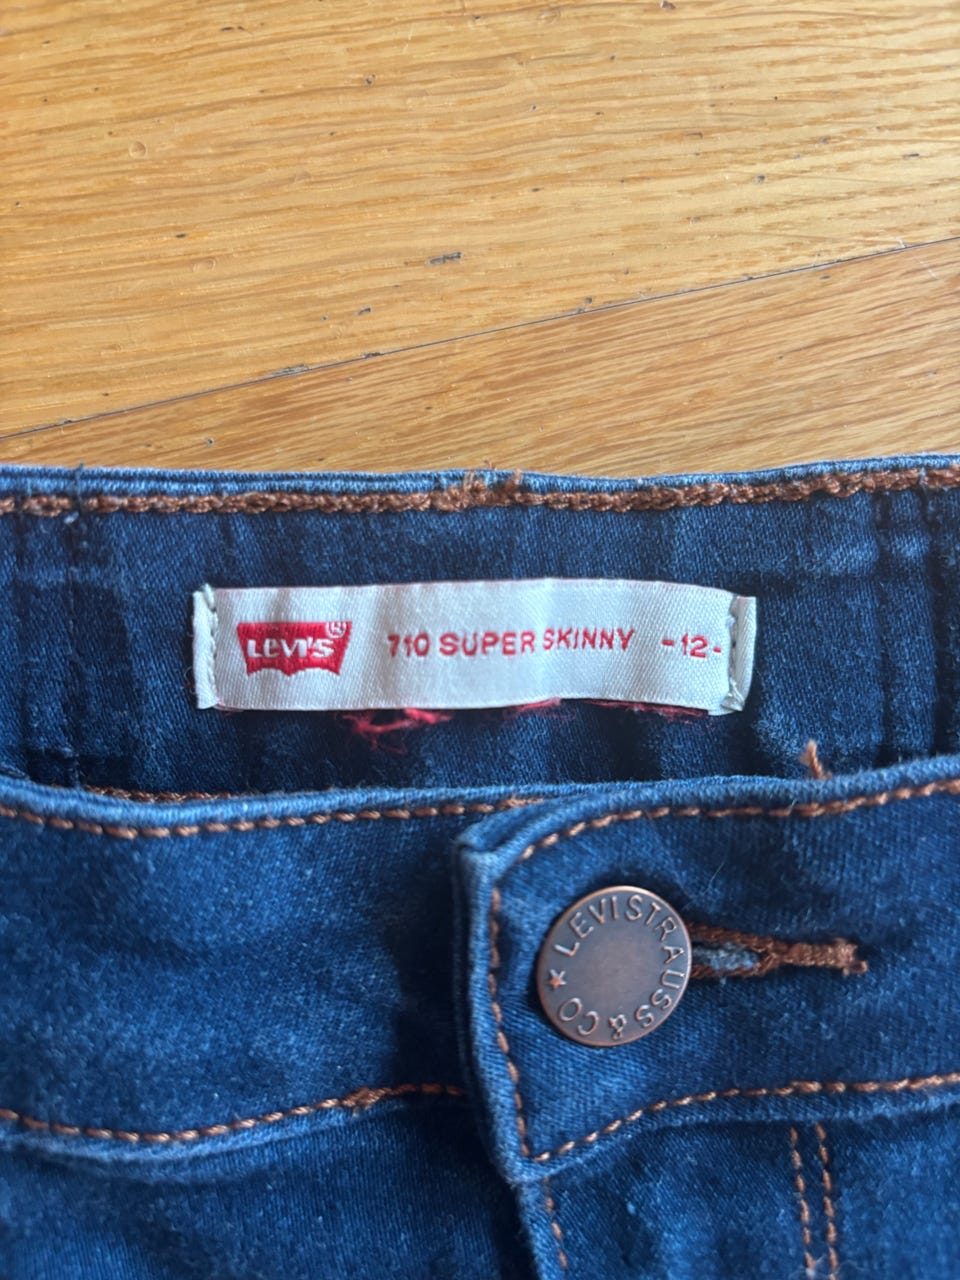 LEVI'S® 710 SUPER SKINNY -12-
LEVI STRAUSS & CO ★